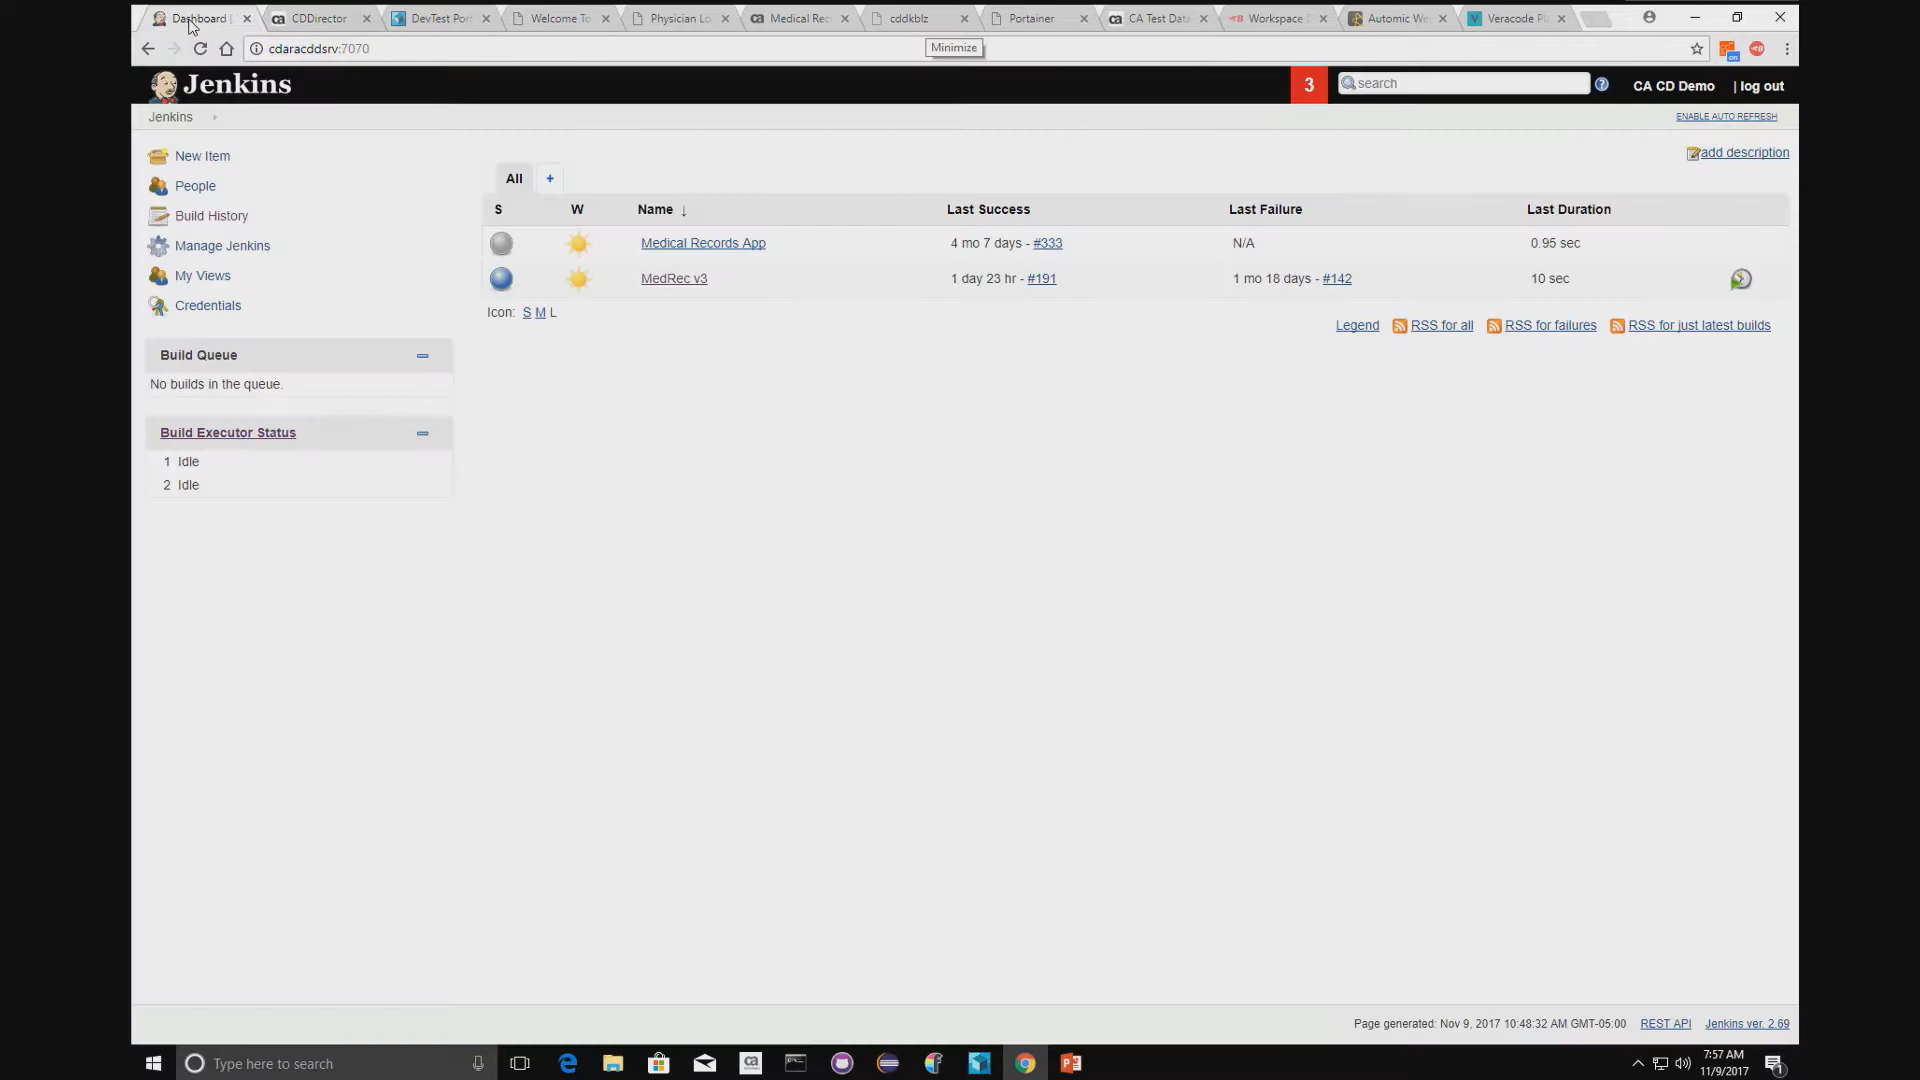 Dashboard
CDDirector
DevTest Por
Welcome To
Physician Lo
Medical Rec
cddkblz
Portainer
CA Test Data
Workspace
Automic We
Veracode Pl
cdaracddsrv:7070
Minimize
Jenkins
3
search
CA CD Demo
| log out
Jenkins
ENABLE AUTO REFRESH
New Item
People
Build History
Manage Jenkins
My Views
Credentials
add description
All
+
S W Name ↓ Last Success Last Failure Last Duration
Medical Records App 4 mo 7 days - #333 N/A 0.95 sec
MedRec v3 1 day 23 hr - #191 1 mo 18 days - #142 10 sec
Icon: S M L
Legend RSS for all RSS for failures RSS for just latest builds
Build Queue
No builds in the queue.
Build Executor Status
1 Idle
2 Idle
Page generated: Nov 9, 2017 10:48:32 AM GMT-05:00 REST API Jenkins ver. 2.69
Type here to search
7:57 AM
11/9/2017